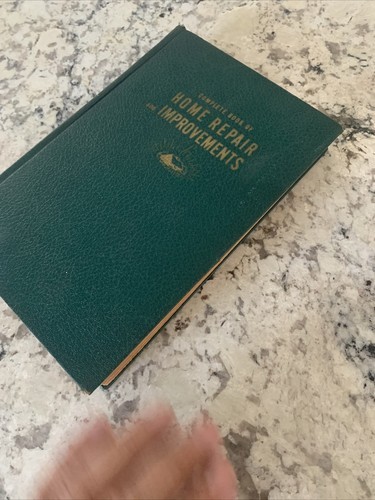 COMPLETE BOOK OF
HOME REPAIR
AND IMPROVEMENTS